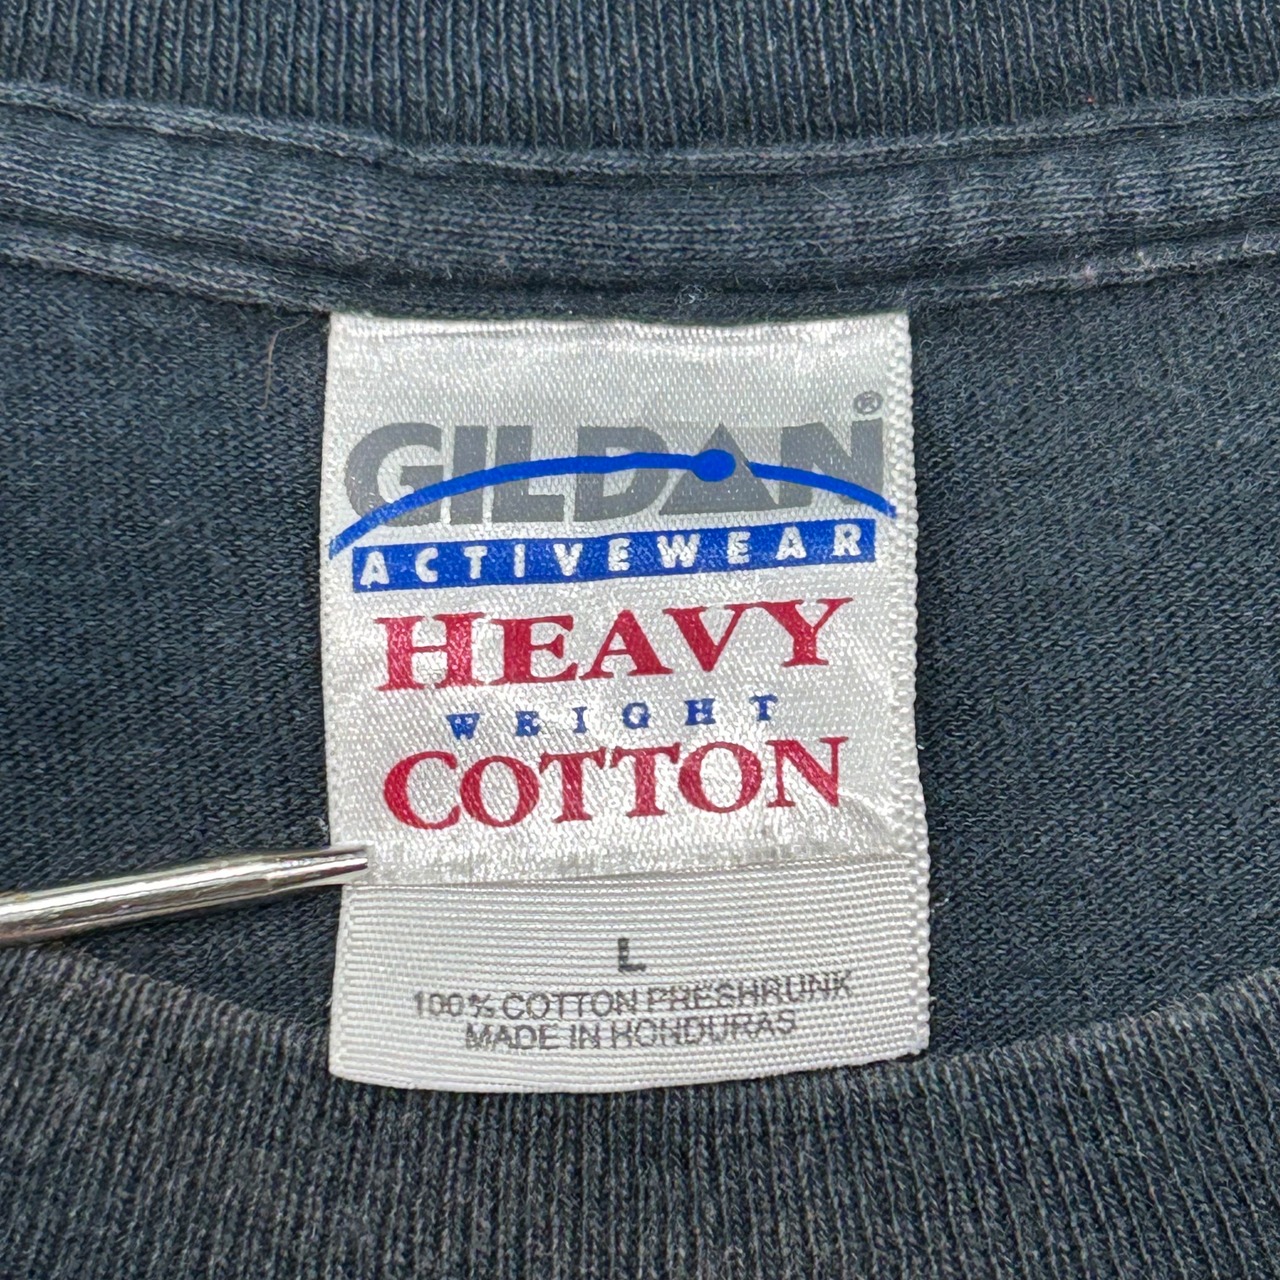 GILDAN®
ACTIVEWEAR
HEAVY
WEIGHT
COTTON
L
100% COTTON PRESHRUNK
MADE IN HONDURAS